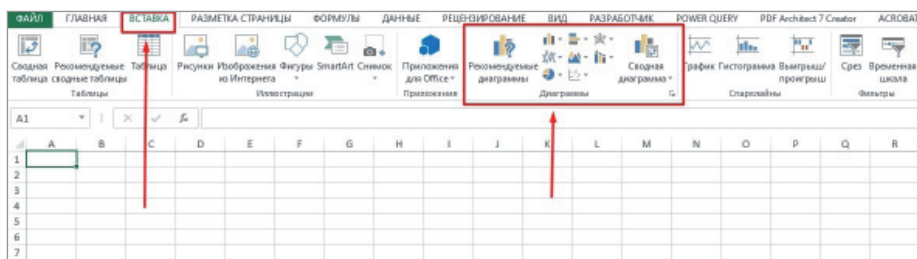 ФАЙЛ ГЛАВНАЯ ВСТАВКА РАЗМЕТКА СТРАНИЦЫ ФОРМУЛЫ ДАННЫЕ РЕЦЕНЗИРОВАНИЕ ВИД РАЗРАБОТЧИК POWER QUERY PDF Architect 7 Creator ACROBAT
Сводная Рекомендуемые Таблица Рисунки Изображения Фигуры SmartArt Снимок Приложения Рекомендуемые Сводная График Гистограмма Выигрыш/ Срез Временная
таблица сводные таблицы из Интернета для Office диаграммы диаграмма проигрыш шкала
Таблицы Иллюстрации Приложения Диаграммы Спарклайны Фильтры
A1 fx
A B C D E F G H I J K L M N O P Q R
1
2
3
4
5
6
7